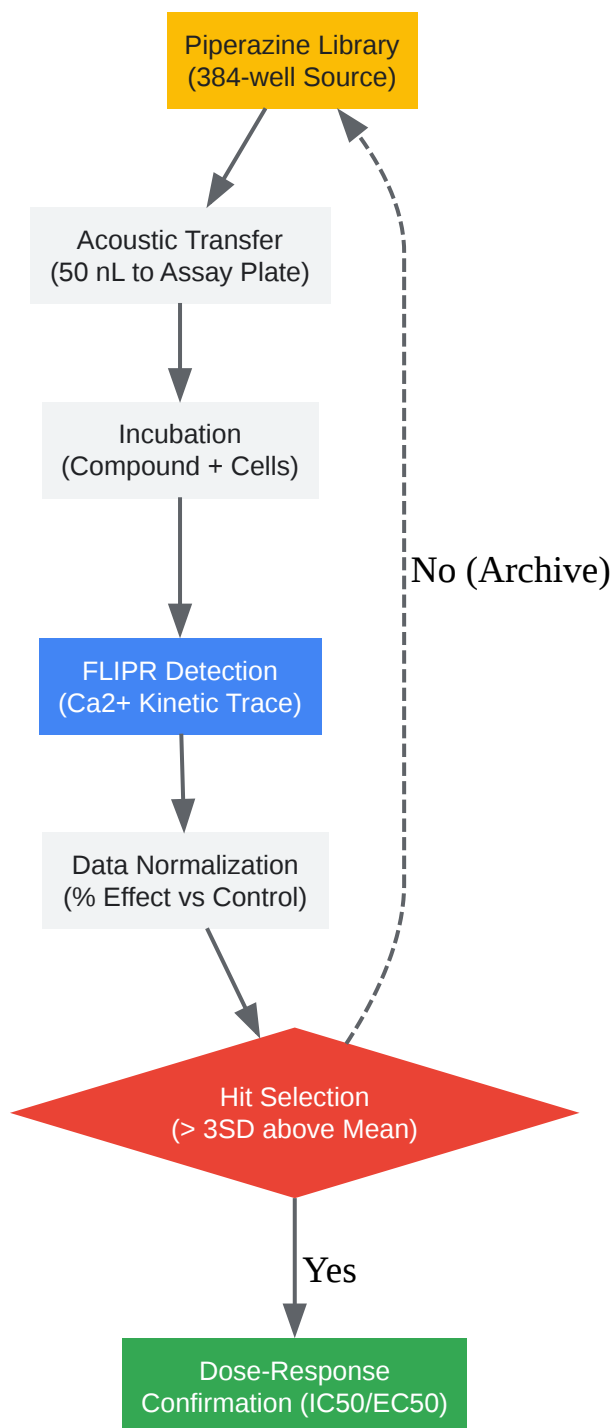 Piperazine Library
(384-well Source)
Acoustic Transfer
(50 nL to Assay Plate)
Incubation
(Compound + Cells)
No (Archive)
FLIPR Detection
(Ca2+ Kinetic Trace)
Data Normalization
(% Effect vs Control)
Hit Selection
(> 3SD above Mean)
Yes
Dose-Response
Confirmation (IC50/EC50)